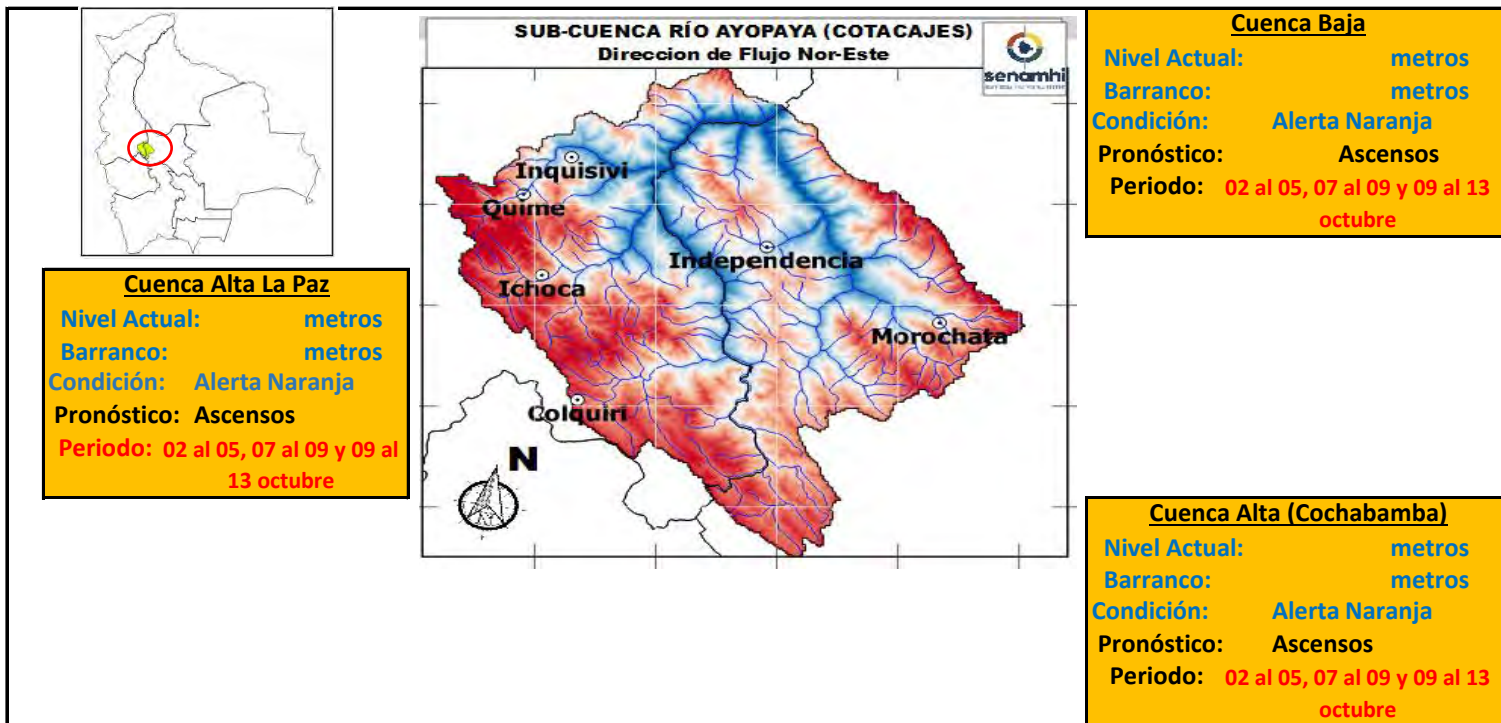 SUB-CUENCA RÍO AYOPAYA (COTACAJES)
Direccion de Flujo Nor-Este
senamhi
Inquisivi
Quime
Independencia
Ichoca
Morochata
Colquiri
N
Cuenca Baja
Nivel Actual: metros
Barranco: metros
Condición: Alerta Naranja
Pronóstico: Ascensos
Periodo: 02 al 05, 07 al 09 y 09 al 13
octubre
Cuenca Alta La Paz
Nivel Actual: metros
Barranco: metros
Condición: Alerta Naranja
Pronóstico: Ascensos
Periodo: 02 al 05, 07 al 09 y 09 al
13 octubre
Cuenca Alta (Cochabamba)
Nivel Actual: metros
Barranco: metros
Condición: Alerta Naranja
Pronóstico: Ascensos
Periodo: 02 al 05, 07 al 09 y 09 al 13
octubre